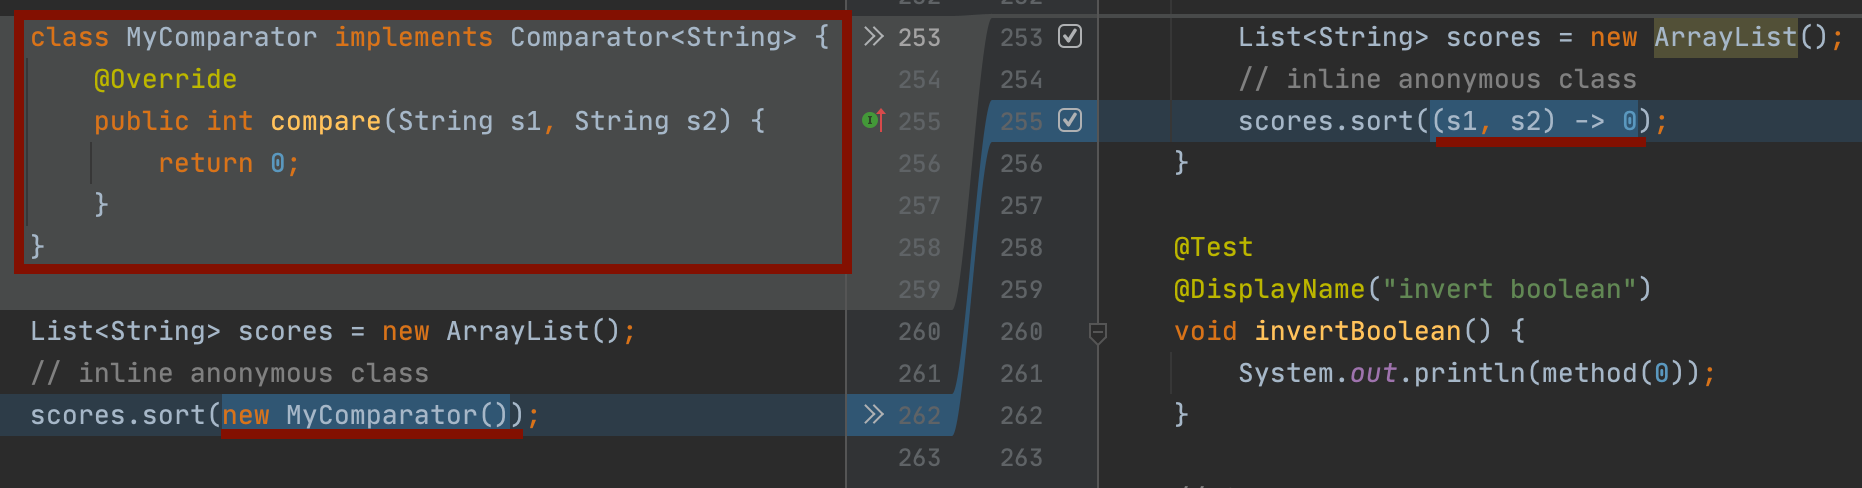 class MyComparator implements Comparator<String> {
@Override
public int compare(String s1, String s2) {
return 0;
}
}
List<String> scores = new ArrayList();
// inline anonymous class
scores.sort(new MyComparator());
253
254
255
256
257
258
259
260
261
262
263
253
254
255
256
257
258
259
260
261
262
263
List<String> scores = new ArrayList();
// inline anonymous class
scores.sort((s1, s2) -> 0);
}
@Test
@DisplayName("invert boolean")
void invertBoolean() {
System.out.println(method(0));
}